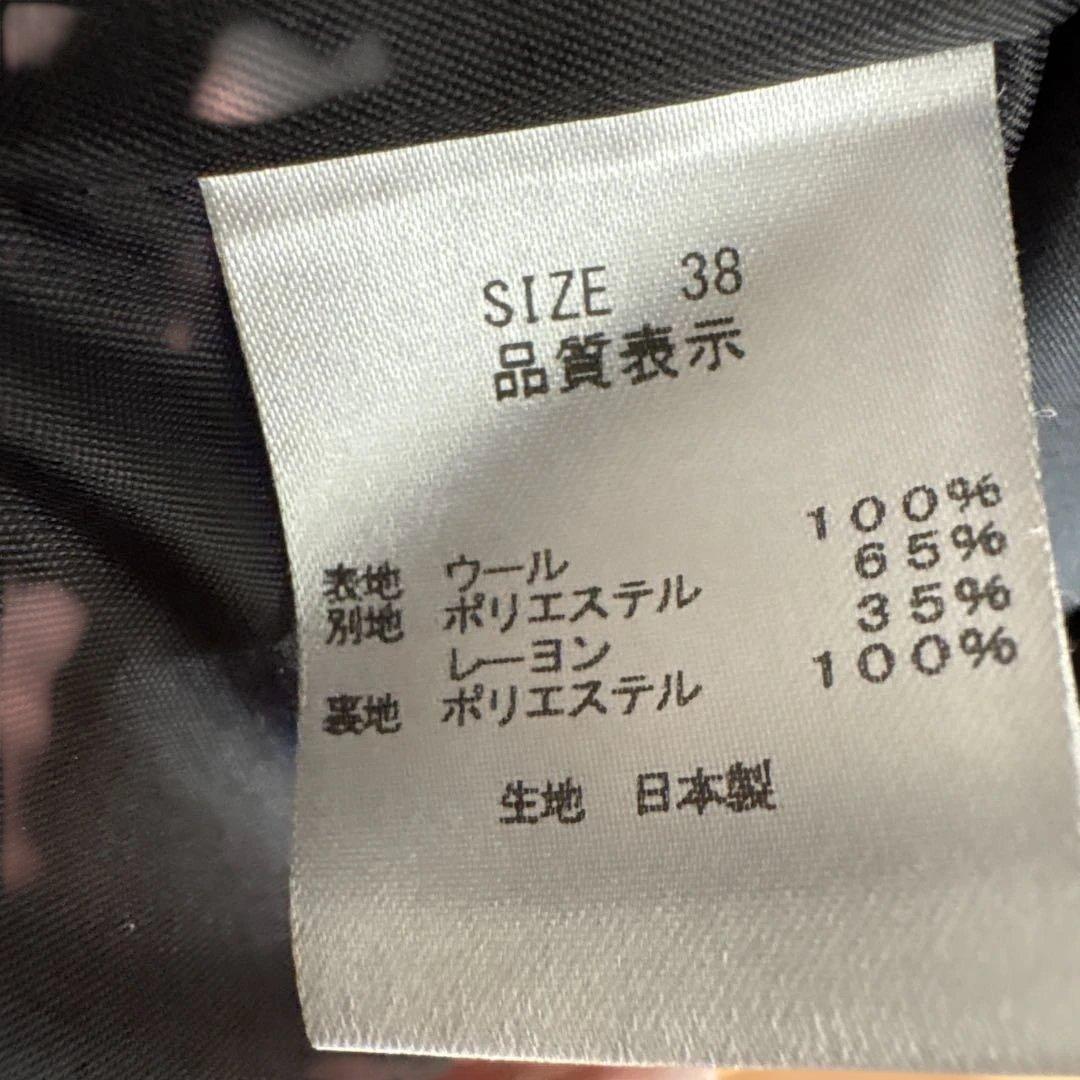 SIZE 38
品質表示
表地 ウール 100%
別地 ポリエステル 65%
レーヨン 35%
裏地 ポリエステル 100%
生地 日本製